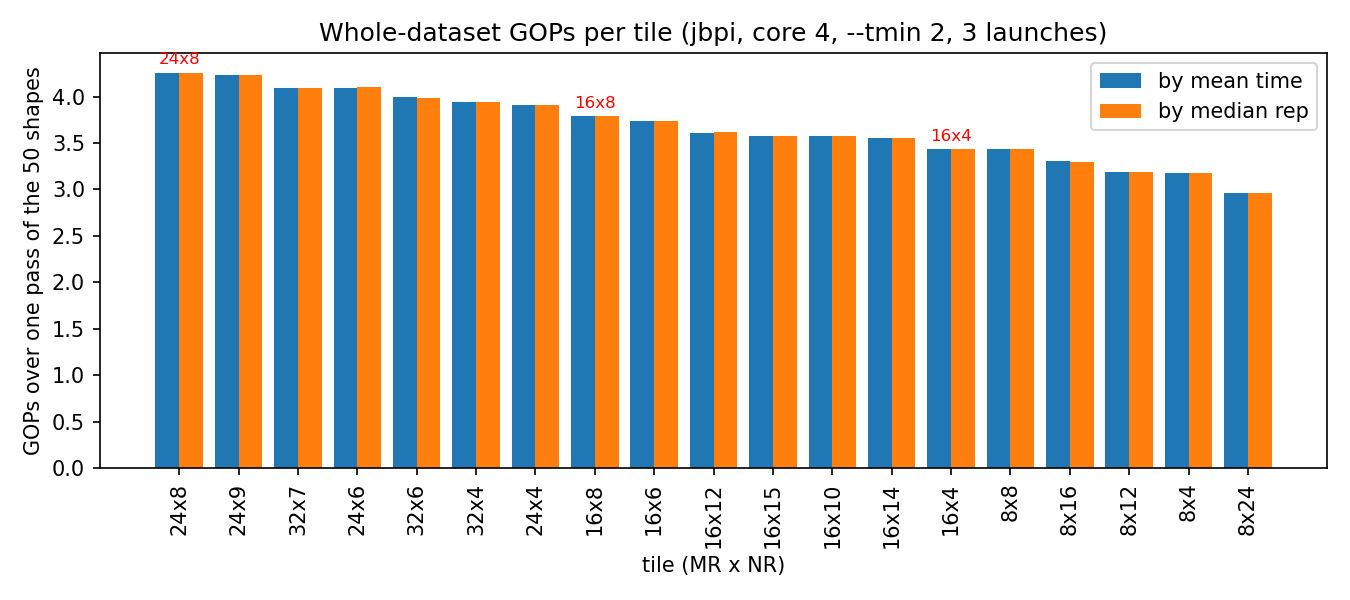 Whole-dataset GOPs per tile (jbpi, core 4, --tmin 2, 3 launches)
GOPs over one pass of the 50 shapes
4.0
3.5
3.0
2.5
2.0
1.5
1.0
0.5
0.0
24x8
16x8
16x4
by mean time
by median rep
24x8
24x9
32x7
24x6
32x6
32x4
24x4
16x8
16x6
16x12
16x15
16x10
16x14
16x4
8x8
8x16
8x12
8x4
8x24
tile (MR x NR)